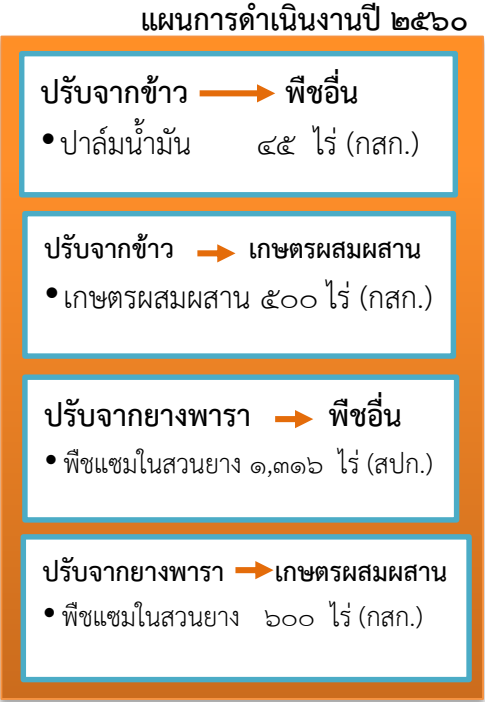 แผนการดำเนินงานปี ๒๕๖๐
ปรับจากข้าว → พืชอื่น
• ปาล์มน้ำมัน ๔๕ ไร่ (กสก.)
ปรับจากข้าว → เกษตรผสมผสาน
• เกษตรผสมผสาน ๕๐๐ ไร่ (กสก.)
ปรับจากยางพารา → พืชอื่น
• พืชแซมในสวนยาง ๑,๓๑๖ ไร่ (สปก.)
ปรับจากยางพารา → เกษตรผสมผสาน
• พืชแซมในสวนยาง ๖๐๐ ไร่ (กสก.)